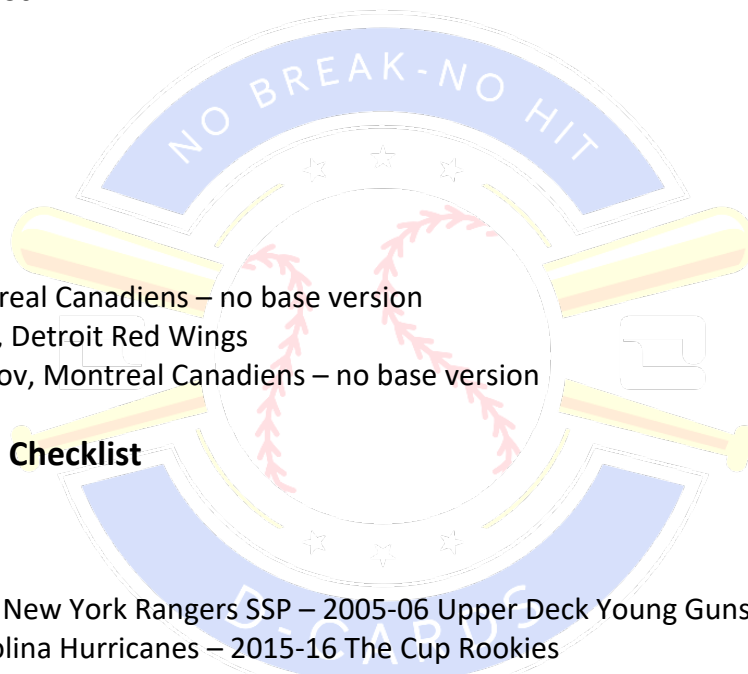 NO BREAK-NO HIT
real Canadiens – no base version
, Detroit Red Wings
ov, Montreal Canadiens – no base version
Checklist
New York Rangers SSP – 2005-06 Upper Deck Young Guns
olina Hurricanes – 2015-16 The Cup Rookies
D-CARDS